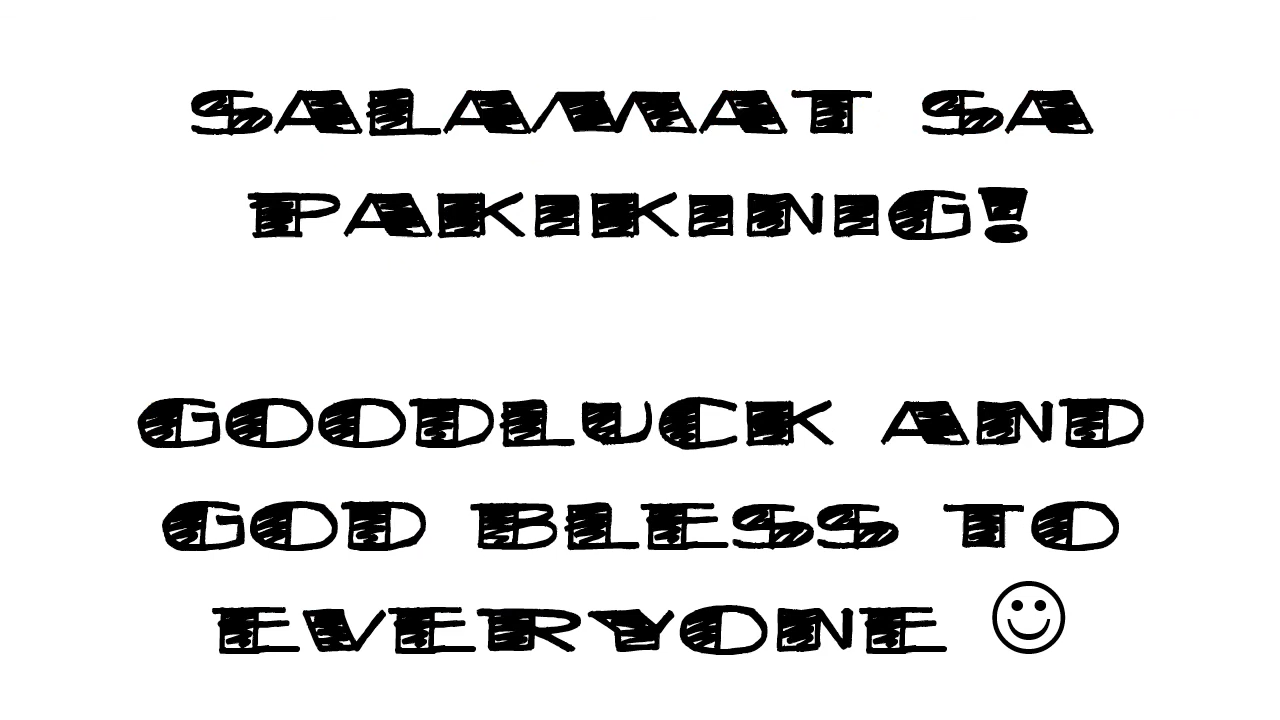 SALAMAT SA
PAKIKINIG!
GOODLUCK AND
GOD BLESS TO
EVERYONE ☺